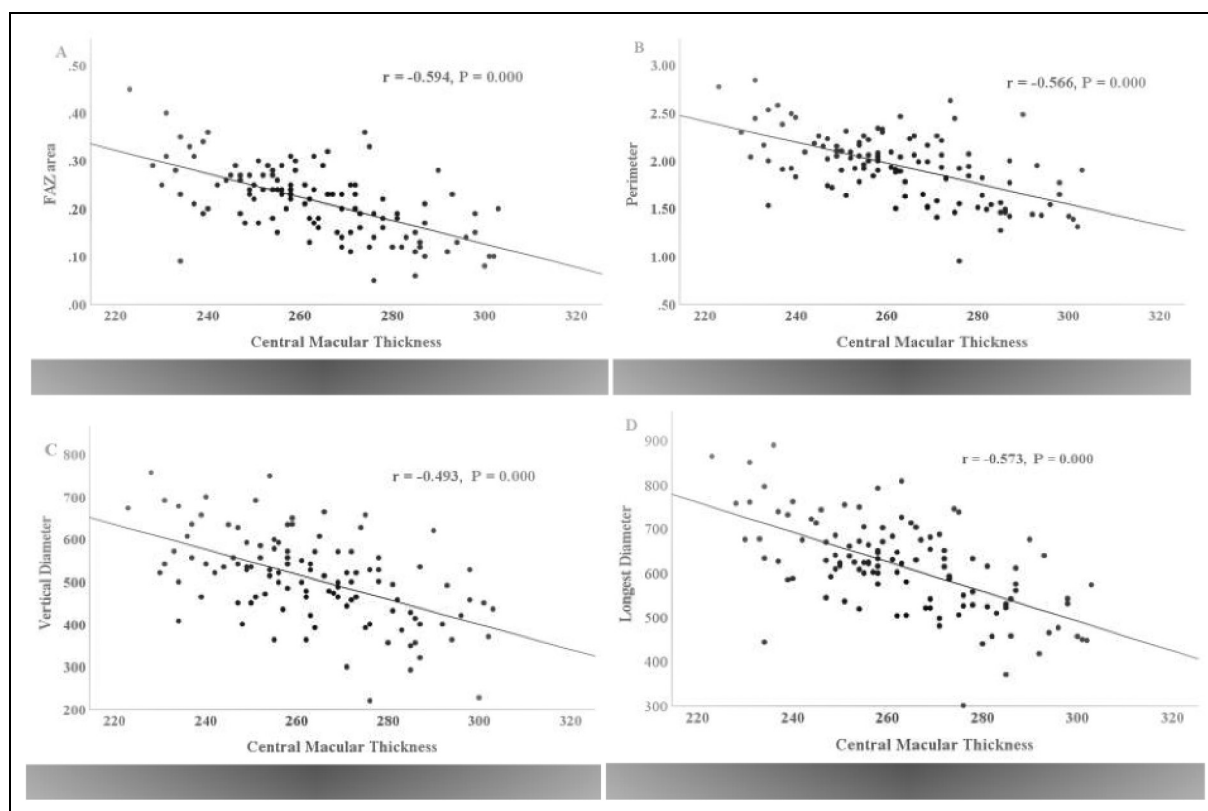 A
r = -0.594, P = 0.000
FAZ area
.50
.40
.30
.20
.10
.00
220 240 260 280 300 320
Central Macular Thickness
B
r = -0.566, P = 0.000
Perimeter
3.00
2.50
2.00
1.50
1.00
.50
220 240 260 280 300 320
Central Macular Thickness
C
r = -0.493, P = 0.000
Vertical Diameter
800
700
600
500
400
300
200
220 240 260 280 300 320
Central Macular Thickness
D
r = -0.573, P = 0.000
Longest Diameter
900
800
700
600
500
400
300
220 240 260 280 300 320
Central Macular Thickness